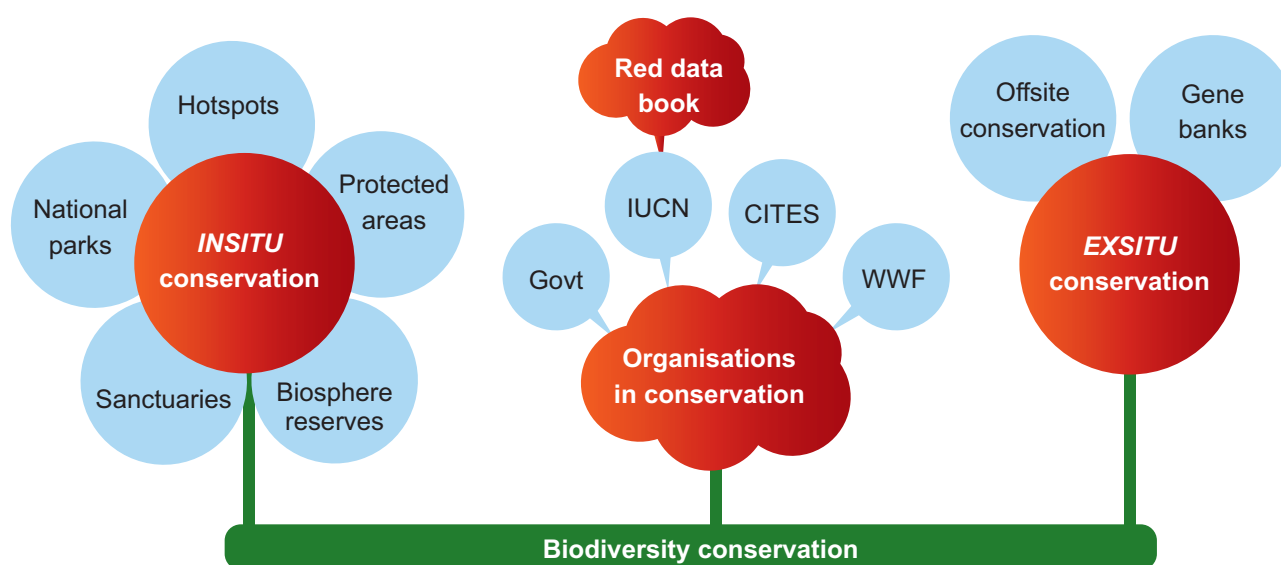 Hotspots
National
parks
Protected
areas
INSITU
conservation
Sanctuaries
Biosphere
reserves
Red data
book
IUCN
CITES
Govt
WWF
Organisations
in conservation
Offsite
conservation
Gene
banks
EXSITU
conservation
Biodiversity conservation